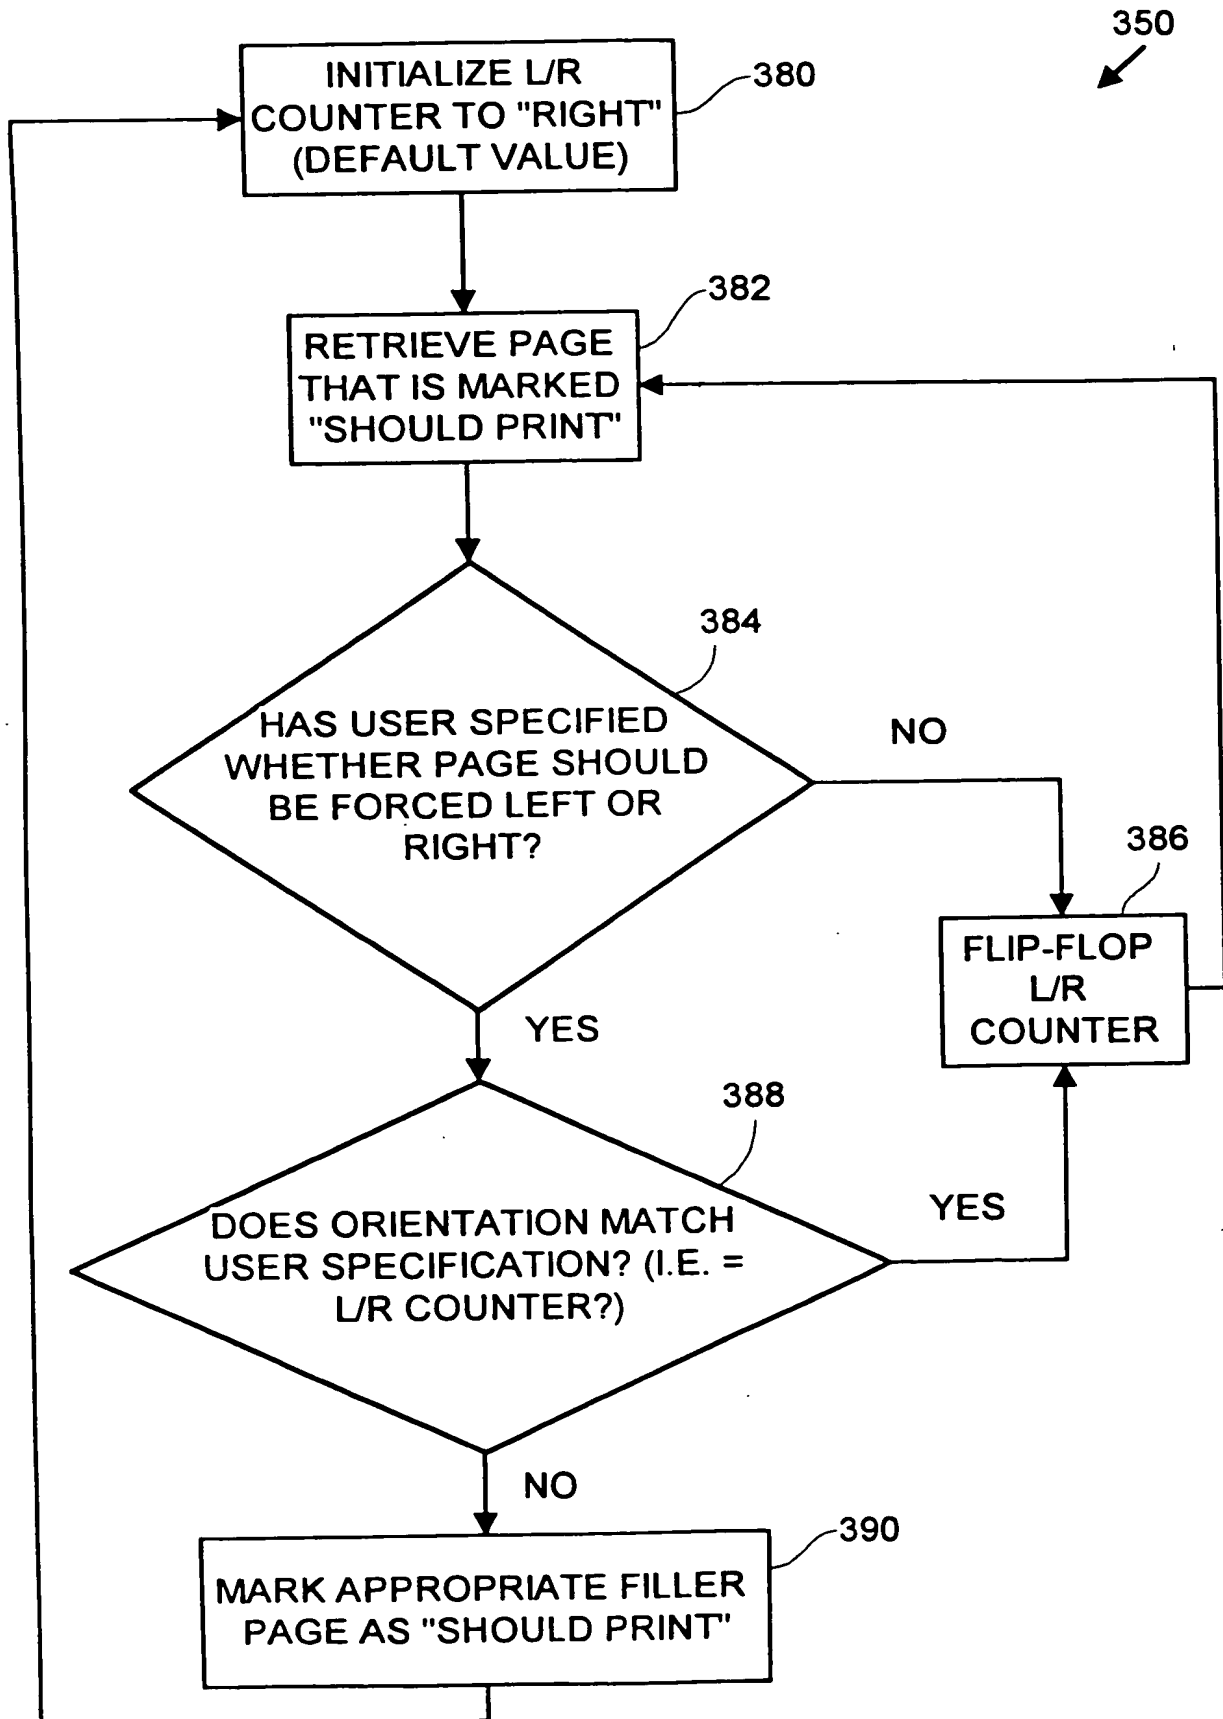 350
INITIALIZE L/R
COUNTER TO "RIGHT"
(DEFAULT VALUE)
380
382
RETRIEVE PAGE
THAT IS MARKED
"SHOULD PRINT"
384
HAS USER SPECIFIED
WHETHER PAGE SHOULD
BE FORCED LEFT OR
RIGHT?
NO
386
FLIP-FLOP
L/R
COUNTER
YES
388
DOES ORIENTATION MATCH
USER SPECIFICATION? (I.E. =
L/R COUNTER?)
YES
NO
390
MARK APPROPRIATE FILLER
PAGE AS "SHOULD PRINT"